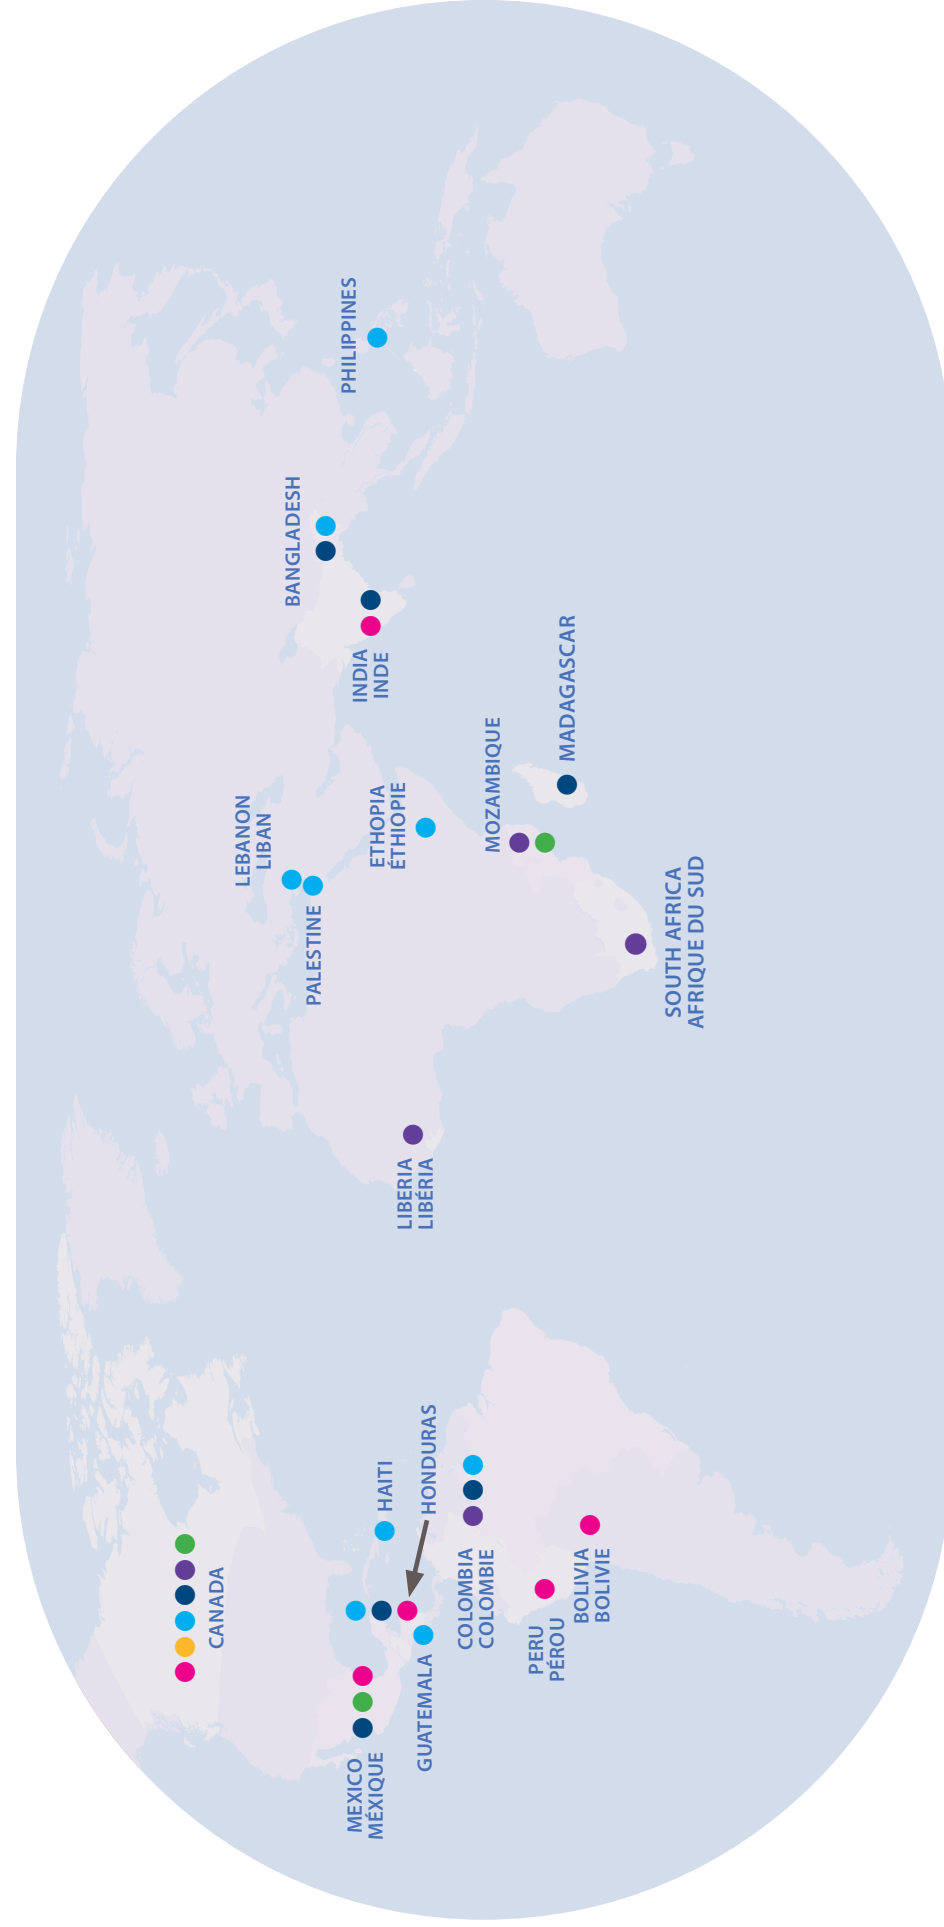 CANADA
MEXICO
MÉXIQUE
GUATEMALA
HONDURAS
HAITI
COLOMBIA
COLOMBIE
PERU
PÉROU
BOLIVIA
BOLIVIE
LIBERIA
LIBÉRIA
LEBANON
LIBAN
PALESTINE
ETHOPIA
ÉTHIOPIE
MOZAMBIQUE
MADAGASCAR
SOUTH AFRICA
AFRIQUE DU SUD
BANGLADESH
INDIA
INDE
PHILIPPINES